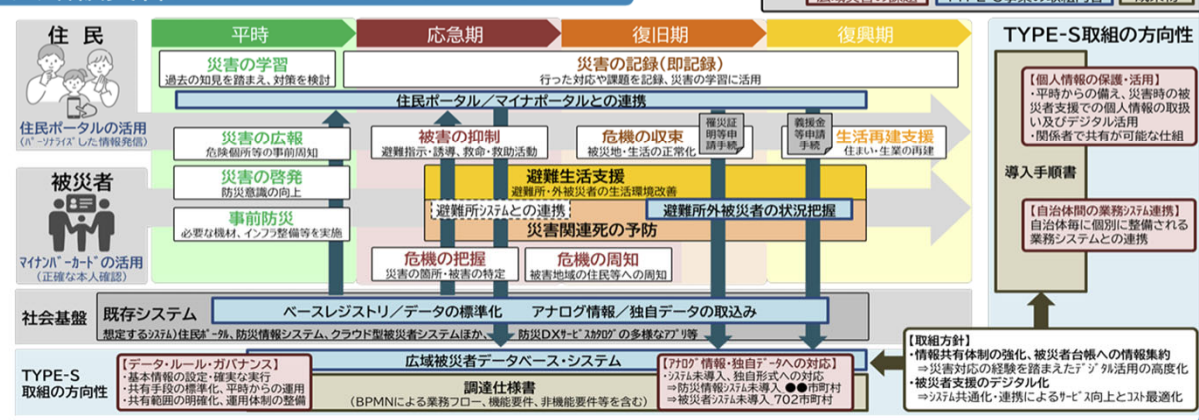 住 民
平時
応急期
復旧期
復興期
TYPE-S取組の方向性
災害の学習
過去の知見を踏まえ、対策を検討
災害の記録(即記録)
行った対応や課題を記録、災害の学習に活用
住民ポータル／マイナポータルとの連携
住民ポータルの活用
(パーソナライズした情報発信)
災害の広報
危険個所等の事前周知
被害の抑制
避難指示・誘導、救命・救助活動
危機の収束
被災地・生活の正常化
罹災証
明等申
請手続
義援金
等申請
手続
生活再建支援
住まい・生業の再建
【個人情報の保護・活用】
・平時からの備え、災害時の被
災者支援での個人情報の取扱
い及びデジタル活用
・関係者で共有が可能な仕組
導入手順書
被災者
災害の啓発
防災意識の向上
避難生活支援
避難所・外被災者の生活環境改善
事前防災
必要な機材、インフラ整備等を実施
避難所システムとの連携
避難所外被災者の状況把握
災害関連死の予防
【自治体間の業務システム連携】
自治体毎に個別に整備される
業務システムとの連携
マイナンバーカードの活用
(正確な本人確認)
危機の把握
災害の箇所・被害の特定
危機の周知
被害地域の住民等への周知
社会基盤
既存システム
ベースレジストリ／データの標準化
アナログ情報／独自データの取込み
想定するシステム)住民ポータル、防災情報システム、クラウド型被災者システムほか、 防災DXサービスカタログの多様なアプリ等
TYPE-S
取組の方向性
【データ・ルール・ガバナンス】
・基本情報の設定・確実な実行
・共有手段の標準化、平時からの運用
・共有範囲の明確化、運用体制の整備
広域被災者データベース・システム
調達仕様書
(BPMNによる業務フロー、機能要件、非機能要件等を含む)
【アナログ情報・独自データへの対応】
・システム未導入、独自形式への対応
⇒防災情報システム未導入 ●●市町村
⇒被災者システム未導入 702市町村
【取組方針】
・情報共有体制の強化、被災者台帳への情報集約
⇒災害対応の経験を踏まえたデジタル活用の高度化
・被災者支援のデジタル化
⇒システム共通化・連携によるサービス向上とコスト最適化